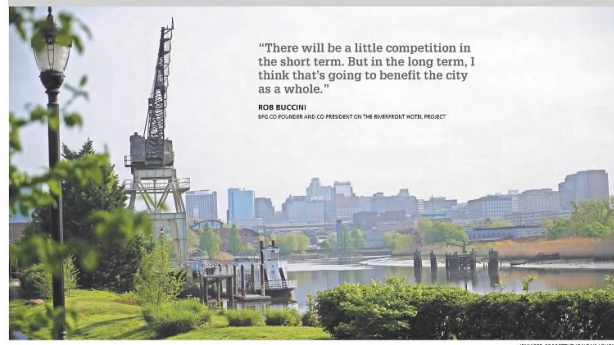 “There will be a little competition in
the short term. But in the long term, I
think that’s going to benefit the city
as a whole.”
ROB BUCCINI
BPG CO-FOUNDER AND CO-PRESIDENT ON THE RIVERFRONT HOTEL PROJECT